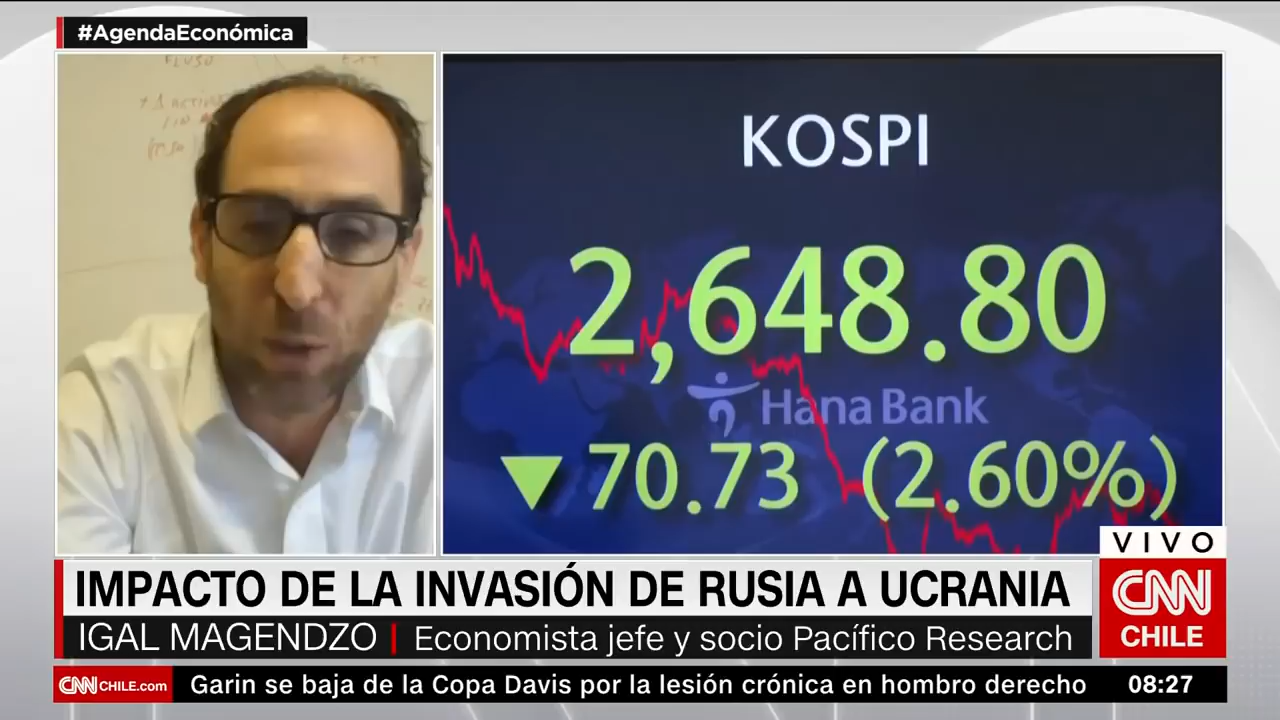 #AgendaEconómica
FLUJO
KOSPI
2,648.80
Hana Bank
▼ 70.73 (2.60%)
VIVO
CNN
CHILE
IMPACTO DE LA INVASIÓN DE RUSIA A UCRANIA
IGAL MAGENDZO | Economista jefe y socio Pacífico Research
CNNCHILE.com Garin se baja de la Copa Davis por la lesión crónica en hombro derecho 08:27